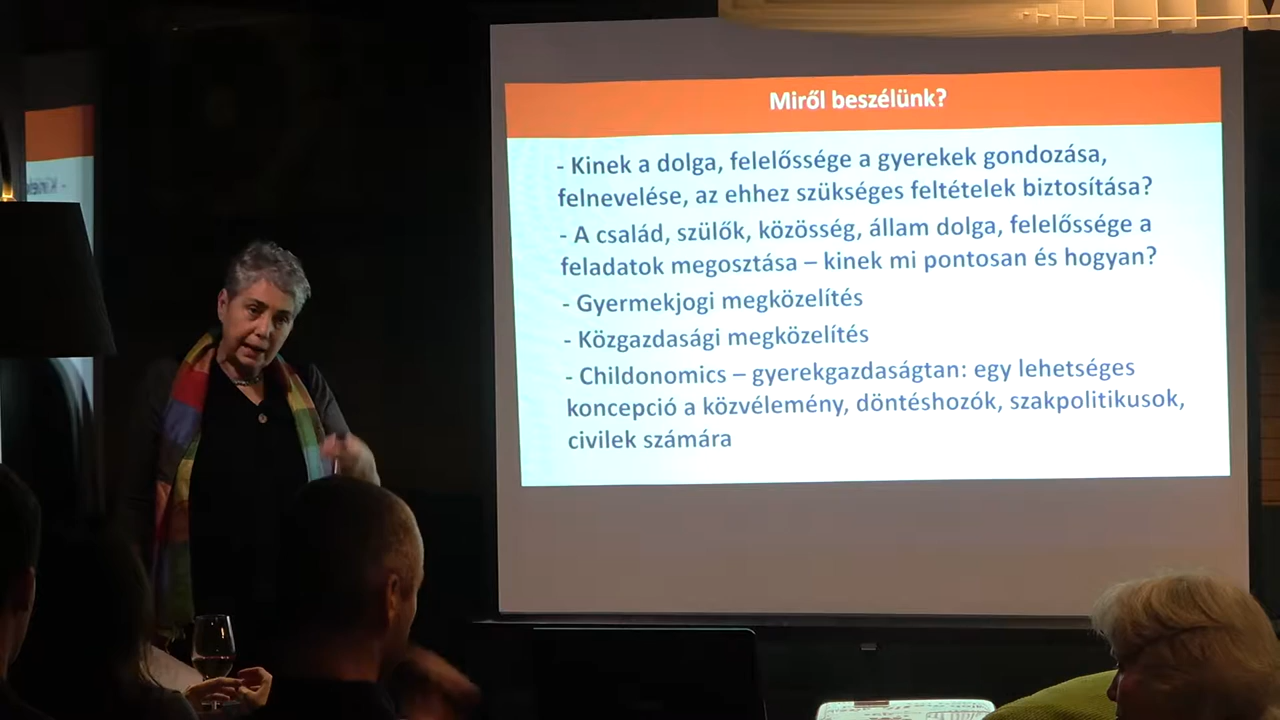 Miről beszélünk?
- Kinek a dolga, felelőssége a gyerekek gondozása,
felnevelése, az ehhez szükséges feltételek biztosítása?
- A család, szülők, közösség, állam dolga, felelőssége a
feladatok megosztása – kinek mi pontosan és hogyan?
- Gyermekjogi megközelítés
- Közgazdasági megközelítés
- Childonomics – gyerekgazdaságtan: egy lehetséges
koncepció a közvélemény, döntéshozók, szakpolitikusok,
civilek számára